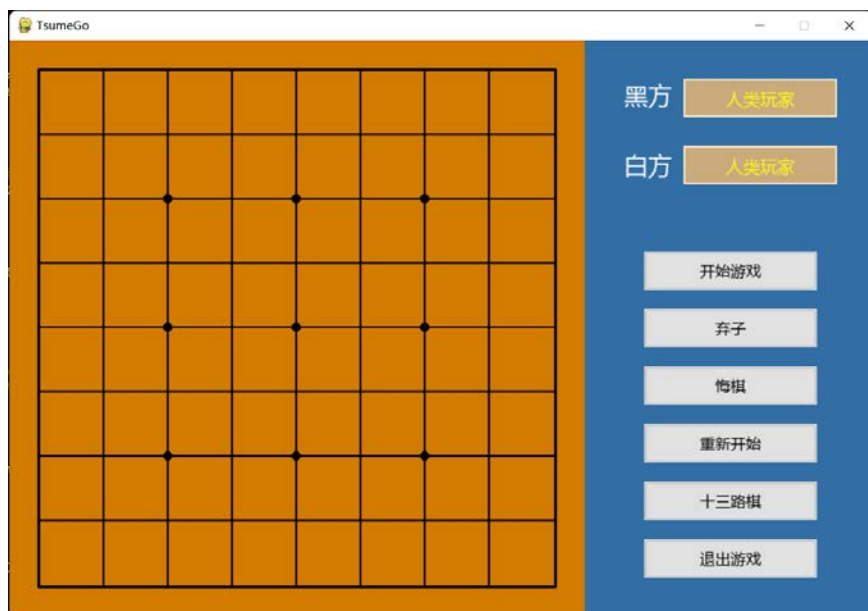 TsumeGo
黑方 人类玩家
白方 人类玩家
开始游戏
弃子
悔棋
重新开始
十三路棋
退出游戏